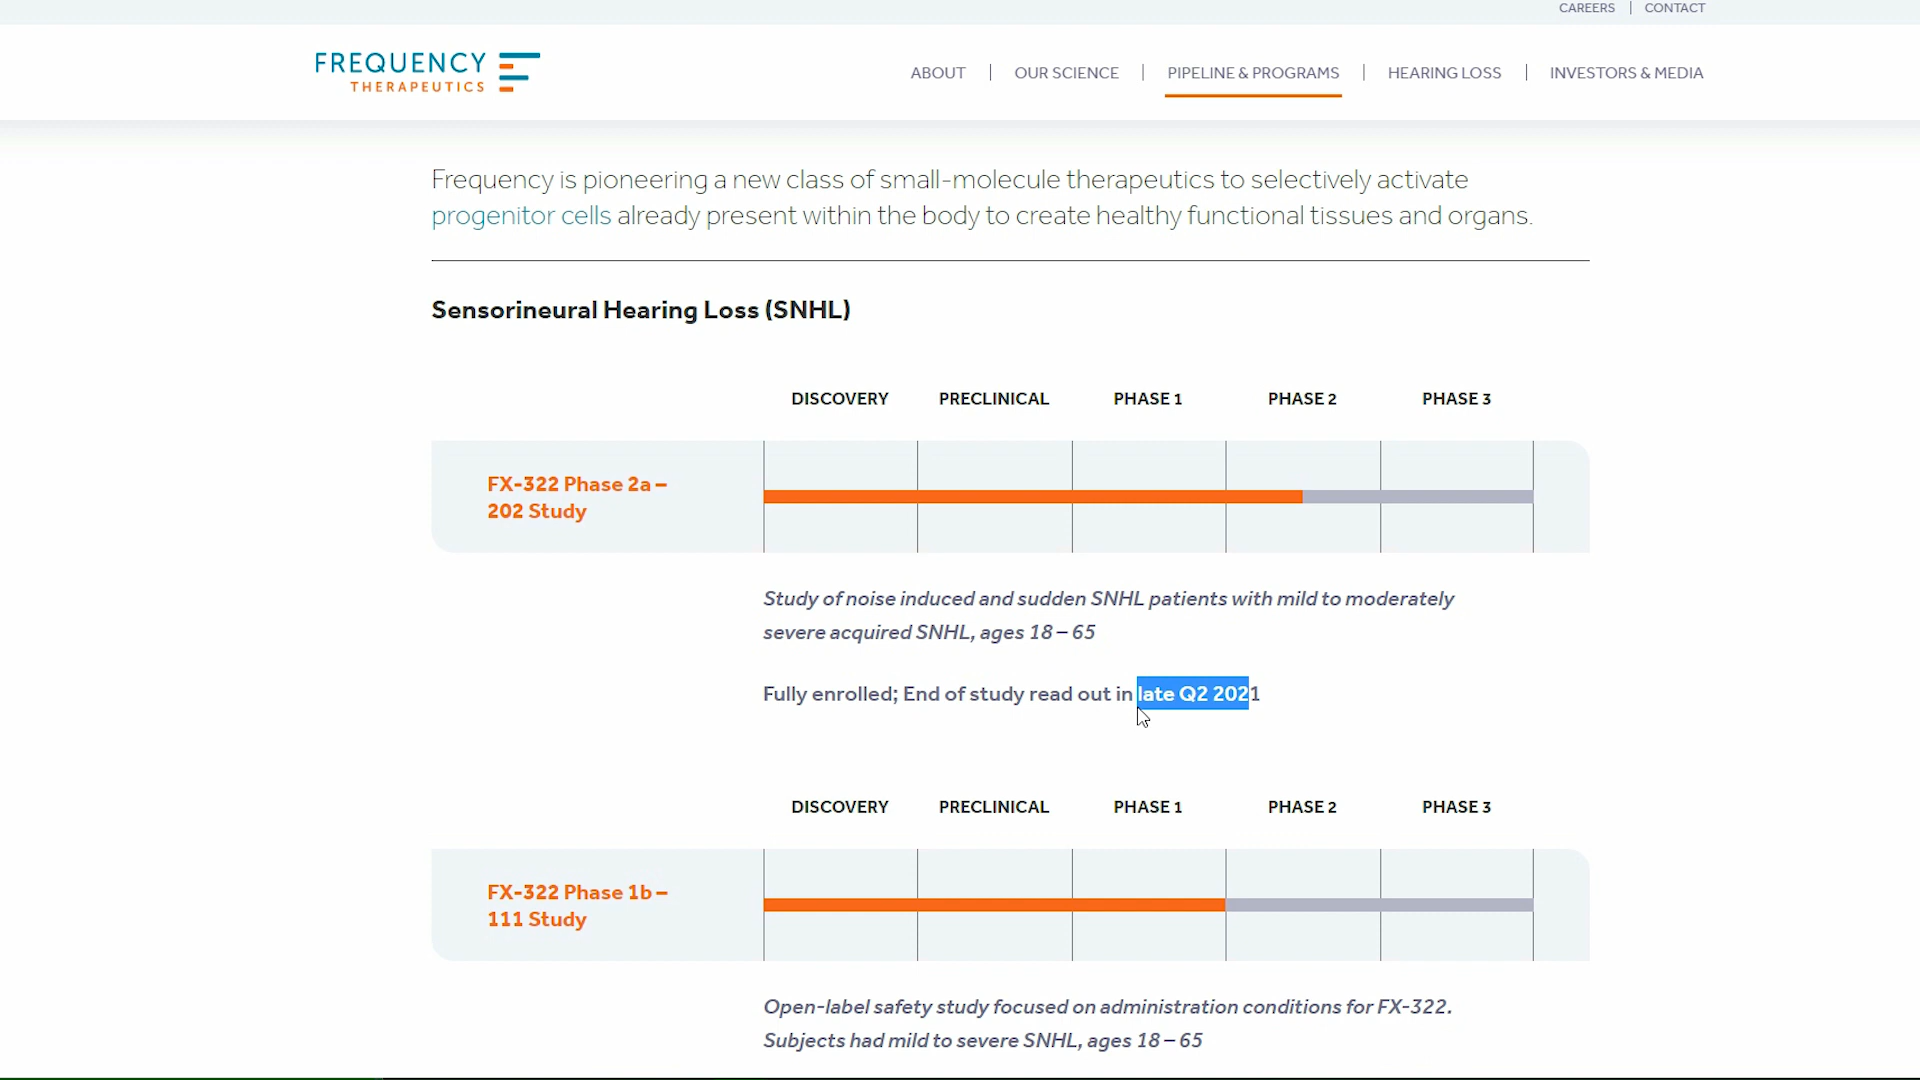 CAREERS | CONTACT
FREQUENCY
THERAPEUTICS
ABOUT | OUR SCIENCE | PIPELINE & PROGRAMS | HEARING LOSS | INVESTORS & MEDIA
Frequency is pioneering a new class of small-molecule therapeutics to selectively activate
progenitor cells already present within the body to create healthy functional tissues and organs.
Sensorineural Hearing Loss (SNHL)
DISCOVERY PRECLINICAL PHASE 1 PHASE 2 PHASE 3
FX-322 Phase 2a –
202 Study
Study of noise induced and sudden SNHL patients with mild to moderately
severe acquired SNHL, ages 18 – 65
Fully enrolled; End of study read out in late Q2 2021
DISCOVERY PRECLINICAL PHASE 1 PHASE 2 PHASE 3
FX-322 Phase 1b –
111 Study
Open-label safety study focused on administration conditions for FX-322.
Subjects had mild to severe SNHL, ages 18 – 65